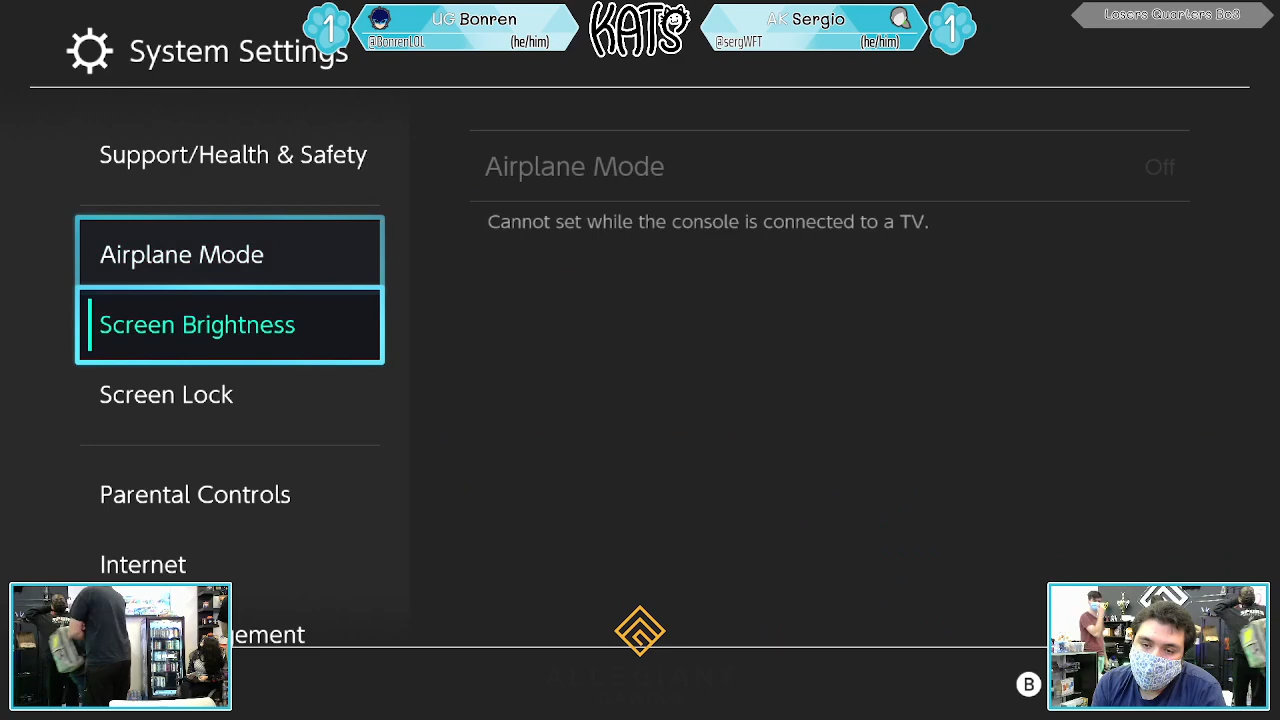 1
UG Bonren
@BonrenLOL
(he/him)
KATS
AK Sergio
@sergWFT
(he/him)
1
Losers Quarters Bo3
System Settings
Support/Health & Safety
Airplane Mode
Screen Brightness
Screen Lock
Parental Controls
Internet
gement
Airplane Mode
Off
Cannot set while the console is connected to a TV.
ALLEGIANT
B